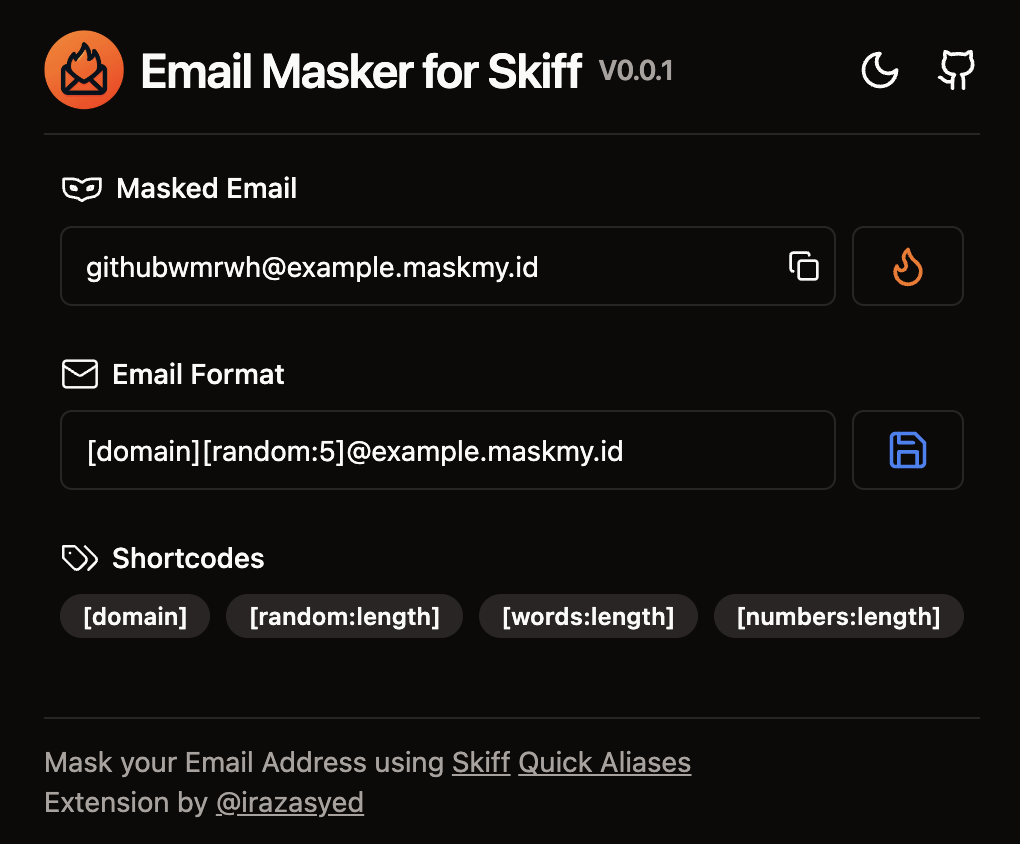 Email Masker for Skiff V0.0.1
Masked Email
githubwmrwh@example.maskmy.id
Email Format
[domain][random:5]@example.maskmy.id
Shortcodes
[domain] [random:length] [words:length] [numbers:length]
Mask your Email Address using Skiff Quick Aliases
Extension by @irazasyed